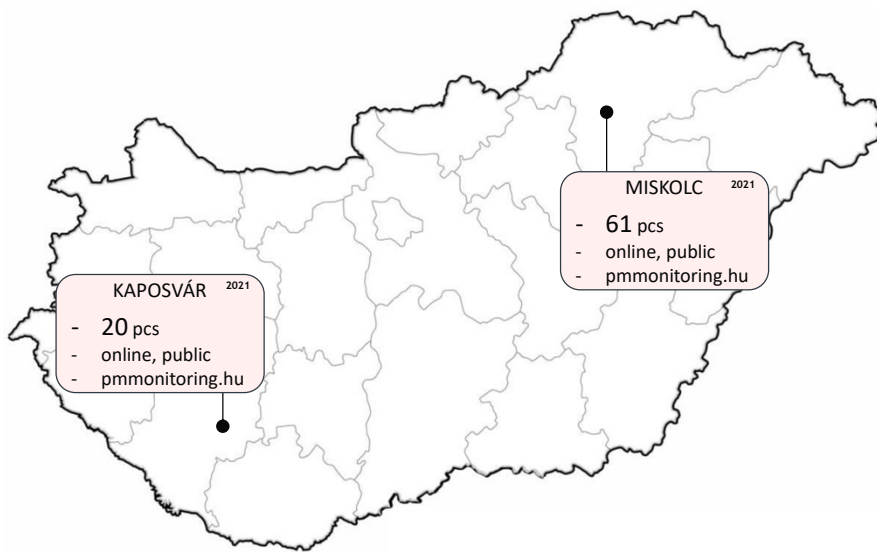 MISKOLC 2021
- 61 pcs
- online, public
- pmmonitoring.hu
KAPOSVÁR 2021
- 20 pcs
- online, public
- pmmonitoring.hu